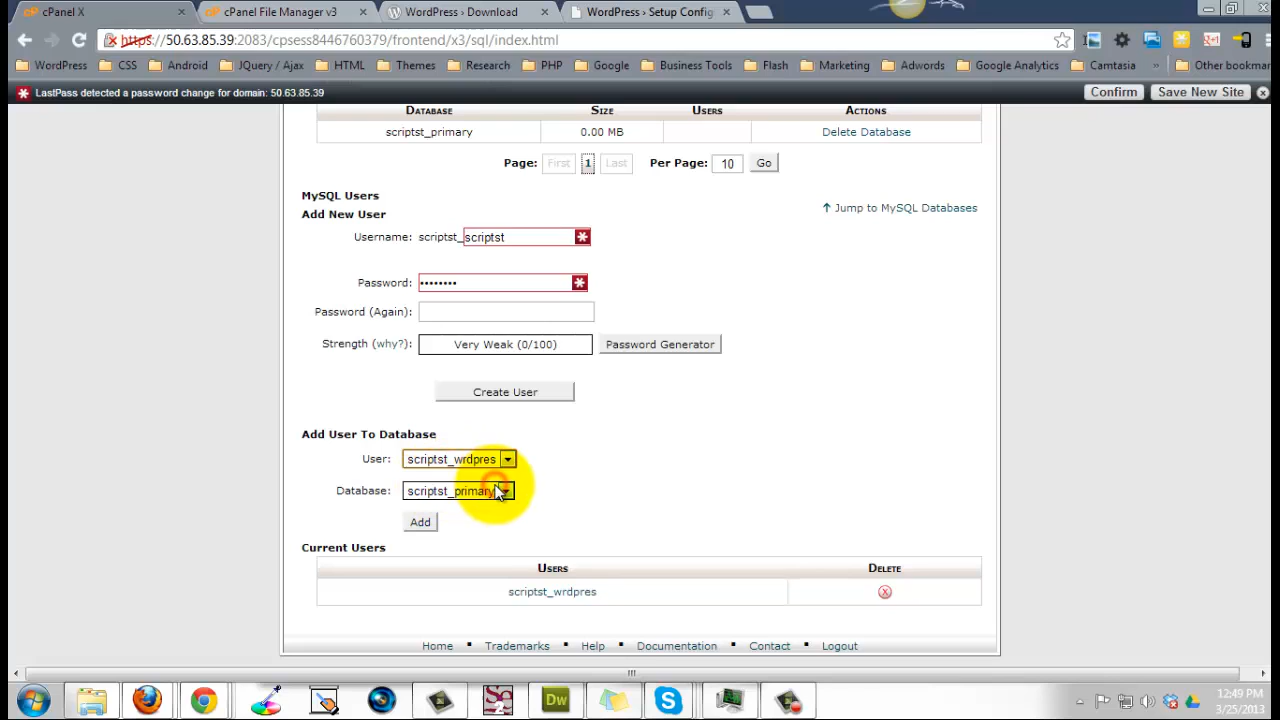 cPanel X
cPanel File Manager v3
WordPress › Download
WordPress › Setup Config
https://50.63.85.39:2083/cpsess8446760379/frontend/x3/sql/index.html
WordPress CSS Android JQuery / Ajax HTML Themes Research PHP Google Business Tools Flash Marketing Adwords Google Analytics Camtasia » Other bookmar
LastPass detected a password change for domain: 50.63.85.39 Confirm Save New Site
DATABASE SIZE USERS ACTIONS
scriptst_primary 0.00 MB Delete Database
Page: First 1 Last Per Page: 10 Go
MySQL Users
Add New User
↑ Jump to MySQL Databases
Username: scriptst_ scriptst
Password: ••••••••
Password (Again):
Strength (why?): Very Weak (0/100) Password Generator
Create User
Add User To Database
User: scriptst_wrdpres
Database: scriptst_primary
Add
Current Users
USERS DELETE
scriptst_wrdpres
Home ▪ Trademarks ▪ Help ▪ Documentation ▪ Contact ▪ Logout
Dw
12:49 PM
3/25/2013